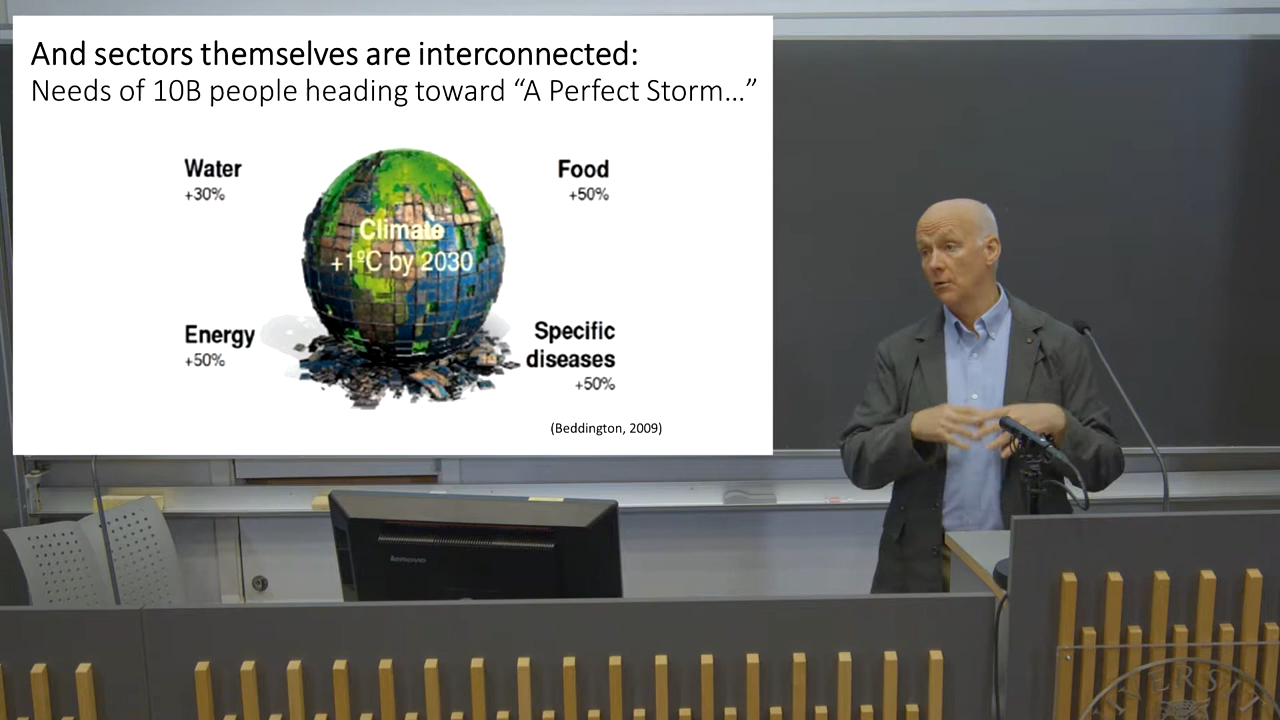 And sectors themselves are interconnected:
Needs of 10B people heading toward “A Perfect Storm…”
Water
+30%
Food
+50%
Climate
+1ºC by 2030
Energy
+50%
Specific
diseases
+50%
(Beddington, 2009)
lenovo